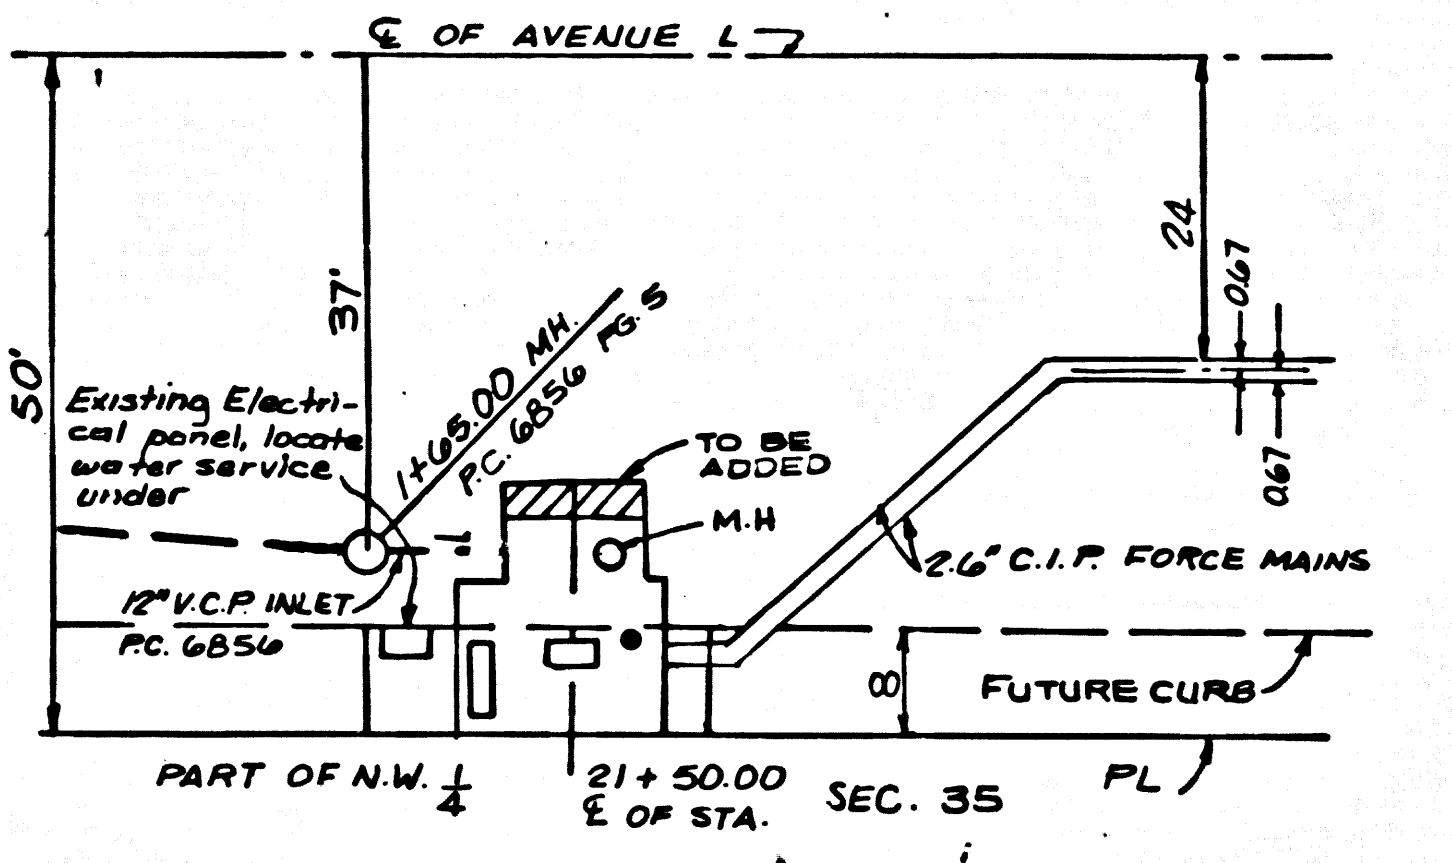 ℄ OF AVENUE L
50'
37'
24
0.67
0.67
1+65.00 MH.
P.C. 6856 PG. 5
Existing Electri-
cal panel, locate
water service
under
TO BE
ADDED
M.H
2.6" C.I.P. FORCE MAINS
12" V.C.P. INLET
P.C. 6856
8
FUTURE CURB
PART OF N.W. 1/4
21 + 50.00
℄ OF STA.
SEC. 35
PL